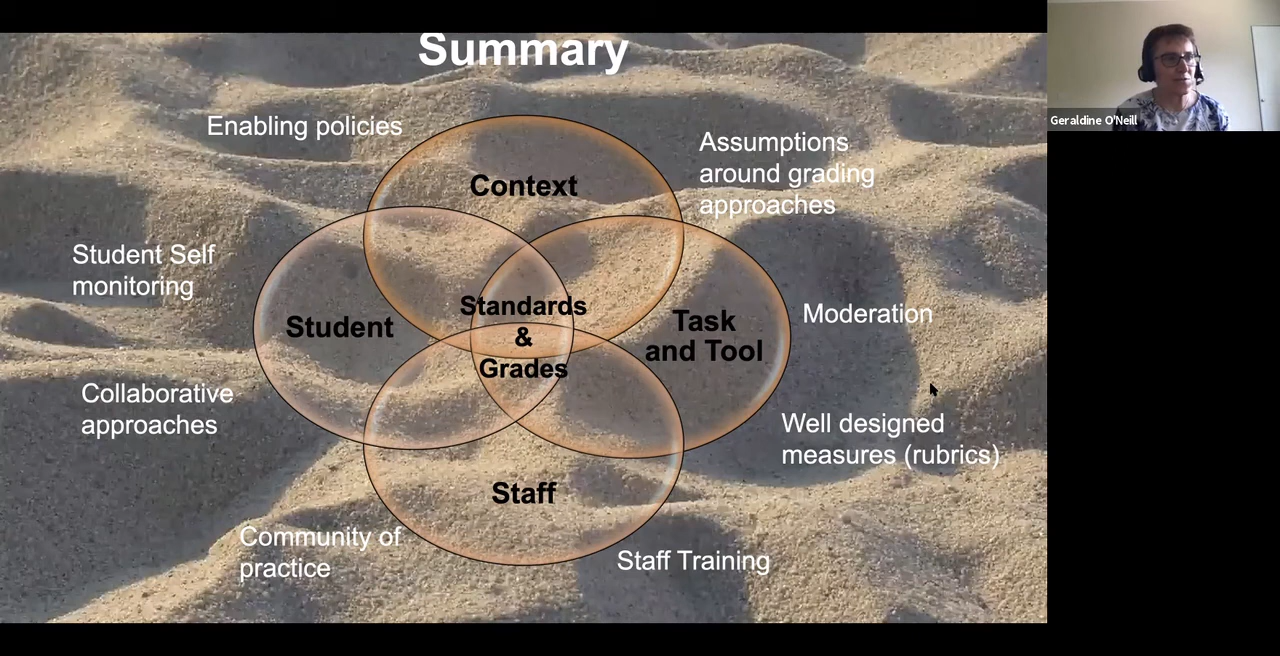 Summary
Enabling policies
Assumptions
around grading
approaches
Context
Student Self
monitoring
Standards
&
Grades
Student
Task
and Tool
Moderation
Collaborative
approaches
Well designed
measures (rubrics)
Staff
Community of
practice
Staff Training
Geraldine O'Neill